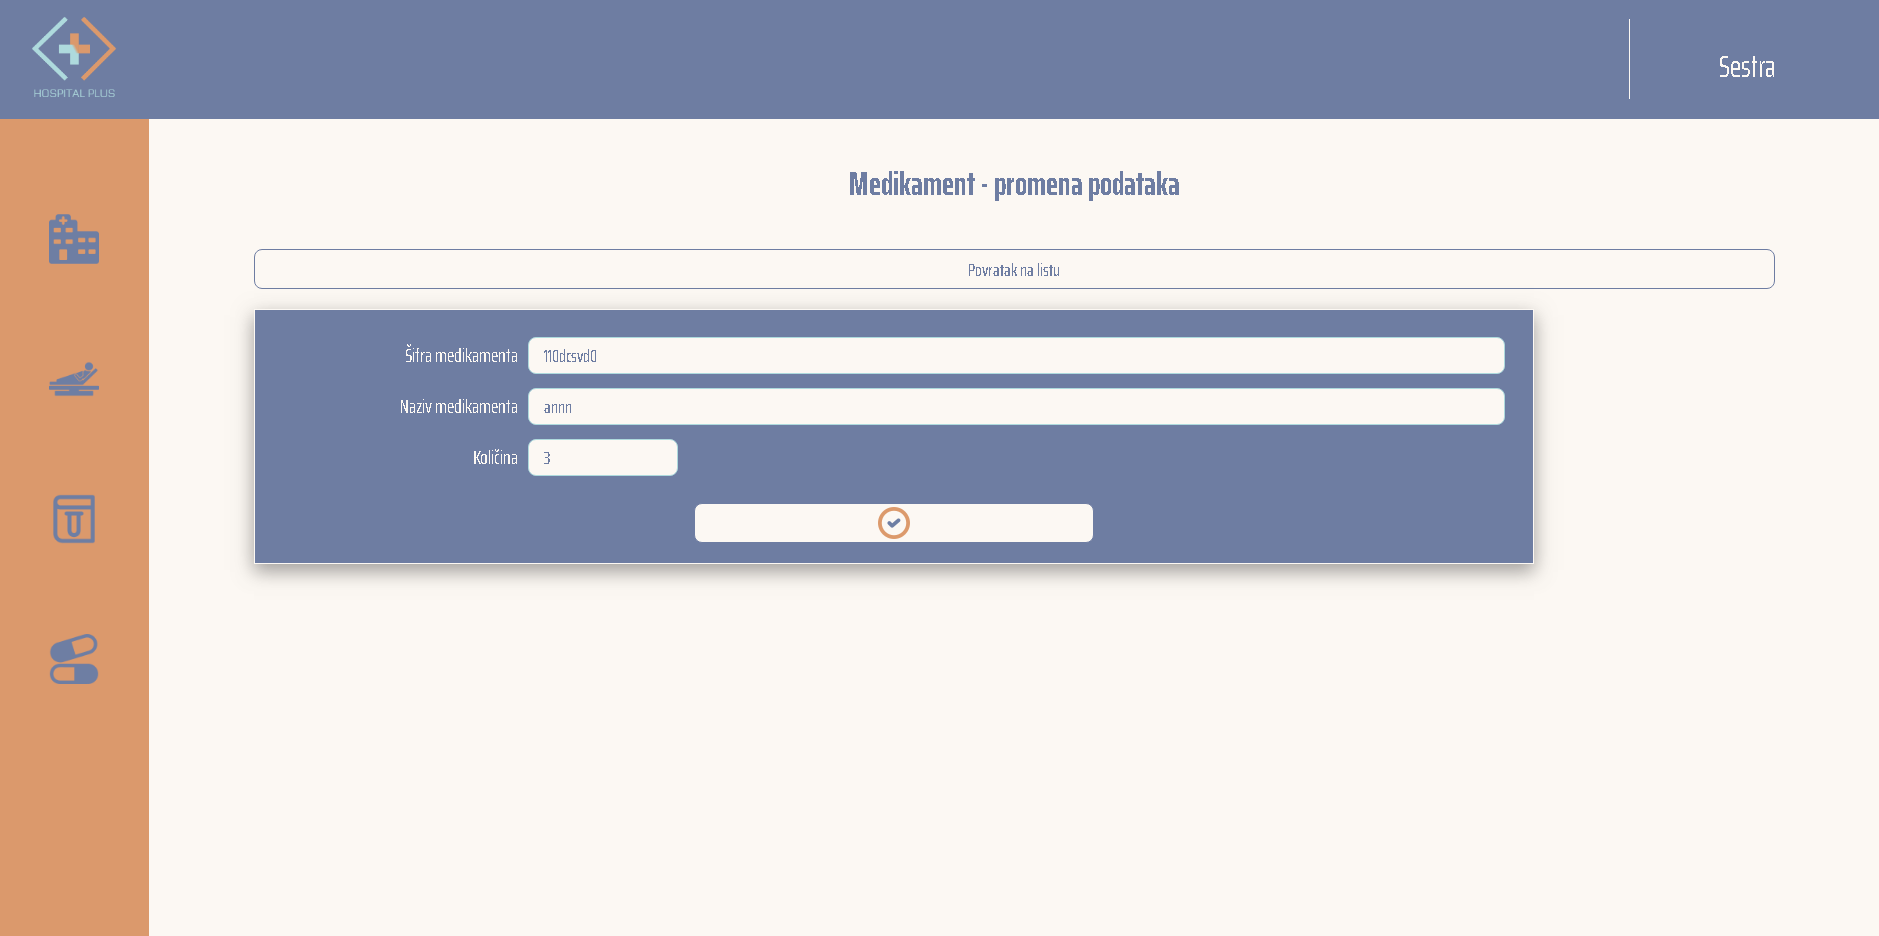 HOSPITAL PLUS
Sestra
Medikament - promena podataka
Povratak na listu
Šifra medikamenta 110dcsvd0
Naziv medikamenta annn
Količina 3